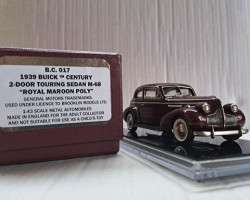 B.C. 017
1939 BUICK ™ CENTURY
2-DOOR TOURING SEDAN M-68
"ROYAL MAROON POLY"
GENERAL MOTORS TRADEMARKS
USED UNDER LICENCE TO BROOKLIN MODELS LTD.
1:43 SCALE METAL AUTOMOBILES
MADE IN ENGLAND FOR THE ADULT COLLECTOR
AND NOT SUITABLE FOR USE AS A CHILD'S TOY